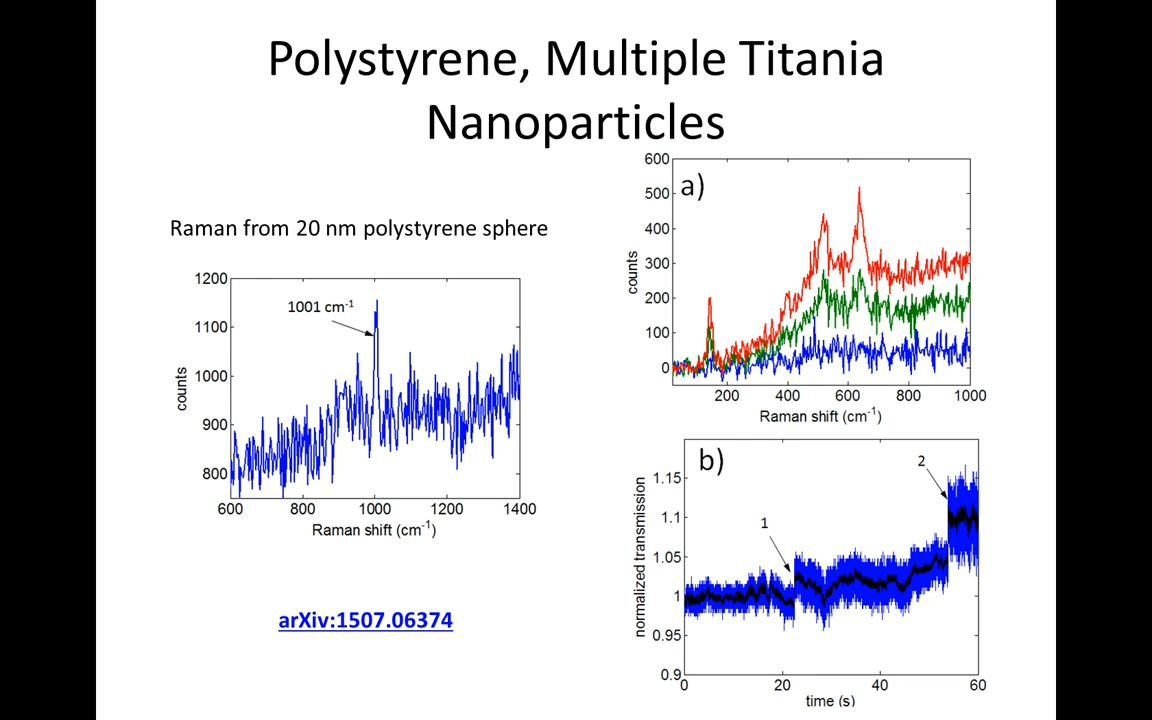 Polystyrene, Multiple Titania
Nanoparticles
Raman from 20 nm polystyrene sphere
1200
1100
1000
900
800
counts
1001 cm-1
600 800 1000 1200 1400
Raman shift (cm-1)
arXiv:1507.06374
a)
600
500
400
300
200
100
0
counts
200 400 600 800 1000
Raman shift (cm-1)
b)
1.15
1.1
1.05
1
0.95
0.9
normalized transmission
1
2
0 20 40 60
time (s)